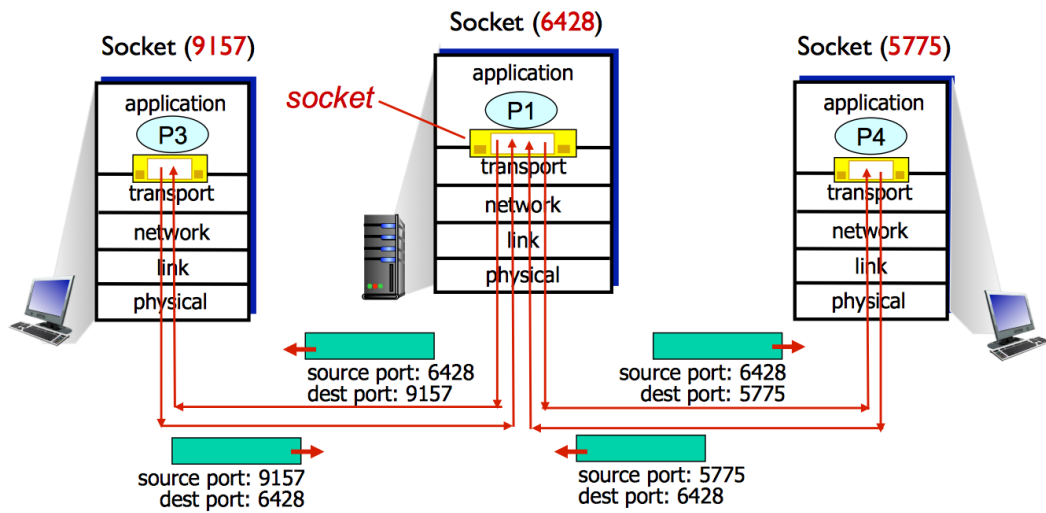 Socket (9157)
Socket (6428)
Socket (5775)
application
P3
transport
network
link
physical
socket
application
P1
transport
network
link
physical
application
P4
transport
network
link
physical
source port: 6428
dest port: 9157
source port: 6428
dest port: 5775
source port: 9157
dest port: 6428
source port: 5775
dest port: 6428